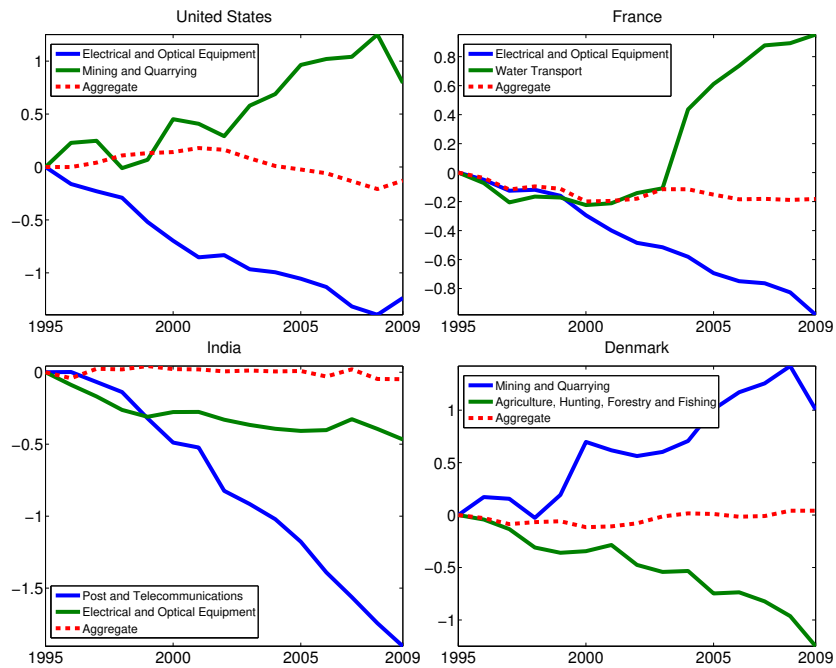 United States
Electrical and Optical Equipment
Mining and Quarrying
Aggregate
1
0.5
0
−0.5
−1
1995
2000
2005
2009
France
Electrical and Optical Equipment
Water Transport
Aggregate
0.8
0.6
0.4
0.2
0
−0.2
−0.4
−0.6
−0.8
1995
2000
2005
2009
India
Post and Telecommunications
Electrical and Optical Equipment
Aggregate
0
−0.5
−1
−1.5
1995
2000
2005
2009
Denmark
Mining and Quarrying
Agriculture, Hunting, Forestry and Fishing
Aggregate
1
0.5
0
−0.5
−1
1995
2000
2005
2009